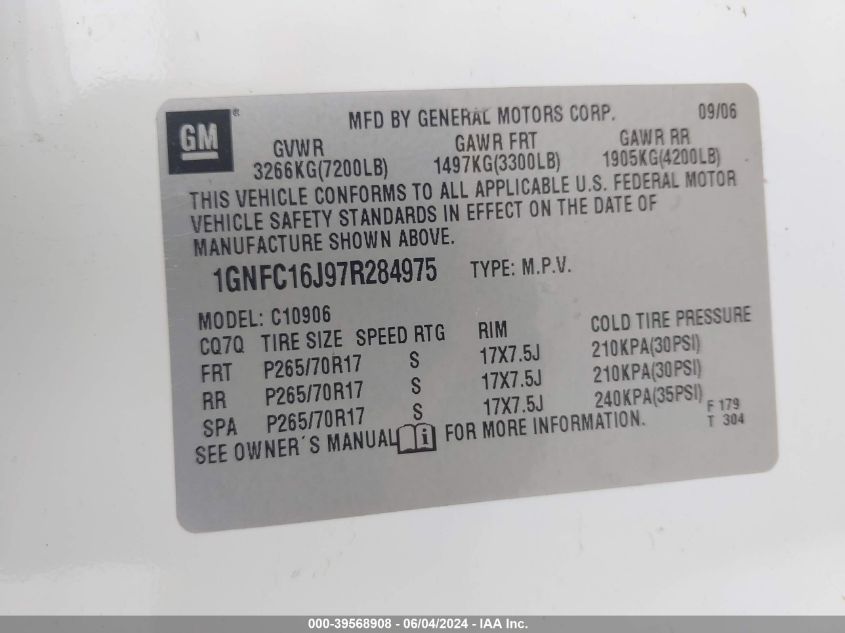 GM®
MFD BY GENERAL MOTORS CORP. 09/06
GVWR GAWR FRT GAWR RR
3266KG(7200LB) 1497KG(3300LB) 1905KG(4200LB)
THIS VEHICLE CONFORMS TO ALL APPLICABLE U.S. FEDERAL MOTOR
VEHICLE SAFETY STANDARDS IN EFFECT ON THE DATE OF
MANUFACTURE SHOWN ABOVE.
1GNFC16J97R284975 TYPE: M.P.V.
MODEL: C10906
CQ7Q TIRE SIZE SPEED RTG RIM COLD TIRE PRESSURE
FRT P265/70R17 S 17X7.5J 210KPA(30PSI)
RR P265/70R17 S 17X7.5J 210KPA(30PSI)
SPA P265/70R17 S 17X7.5J 240KPA(35PSI)
SEE OWNER´S MANUAL i FOR MORE INFORMATION.
F 179
T 304
000-39568908 - 06/04/2024 - IAA Inc.